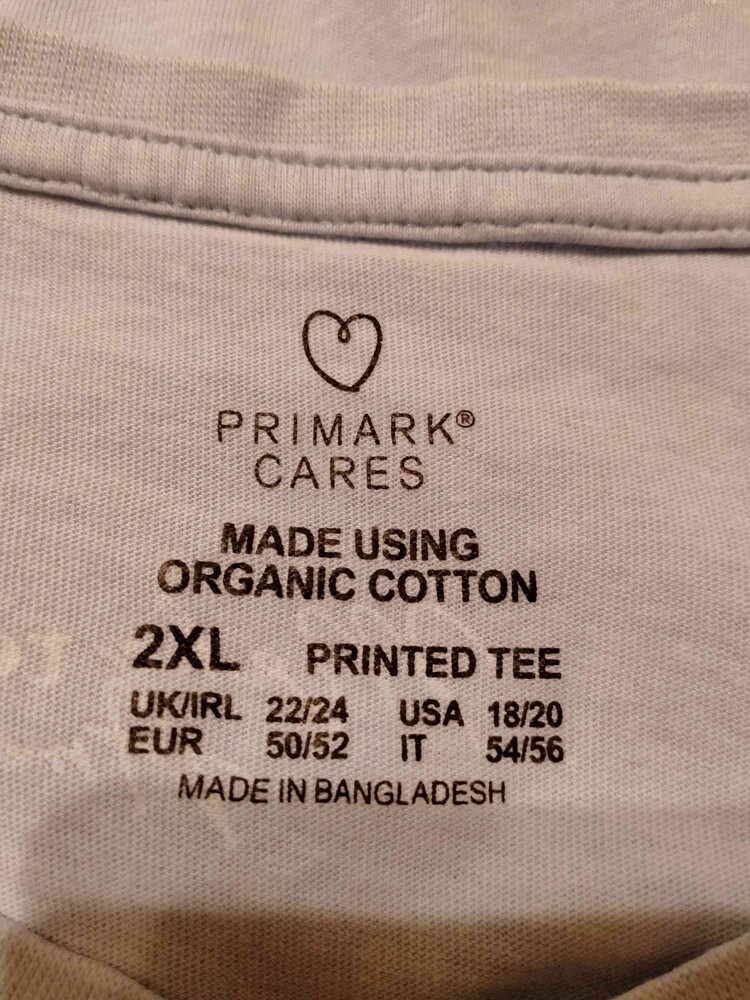 PRIMARK®
CARES
MADE USING
ORGANIC COTTON
2XL PRINTED TEE
UK/IRL 22/24 USA 18/20
EUR 50/52 IT 54/56
MADE IN BANGLADESH